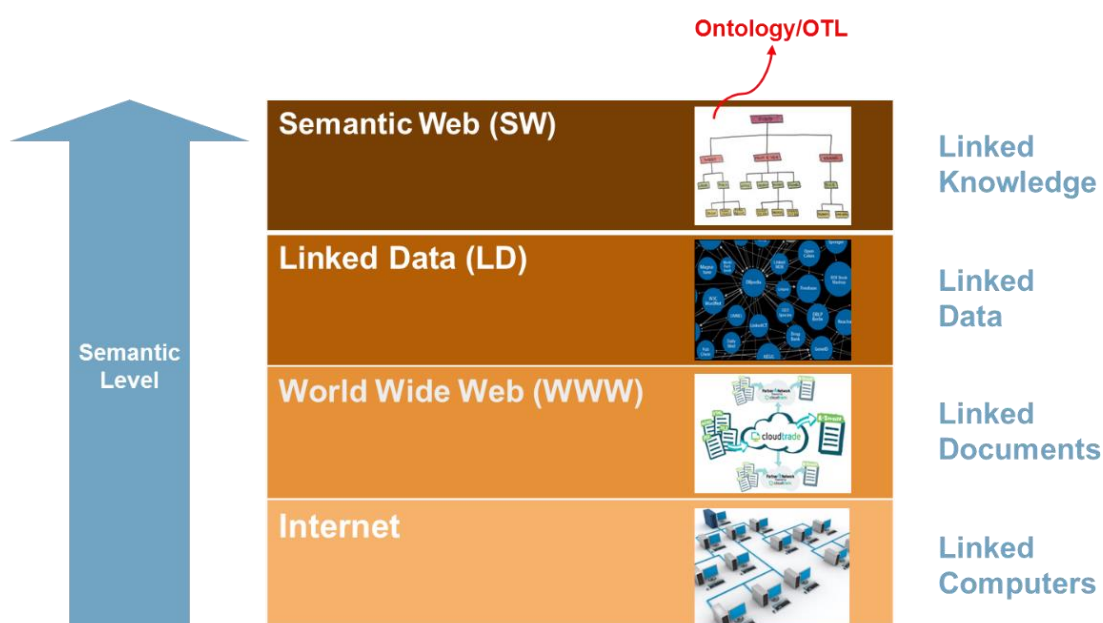 Ontology/OTL
Semantic Web (SW)
Linked
Knowledge
Linked Data (LD)
Linked
Data
Semantic
Level
World Wide Web (WWW)
cloudtrade
Linked
Documents
Internet
Linked
Computers